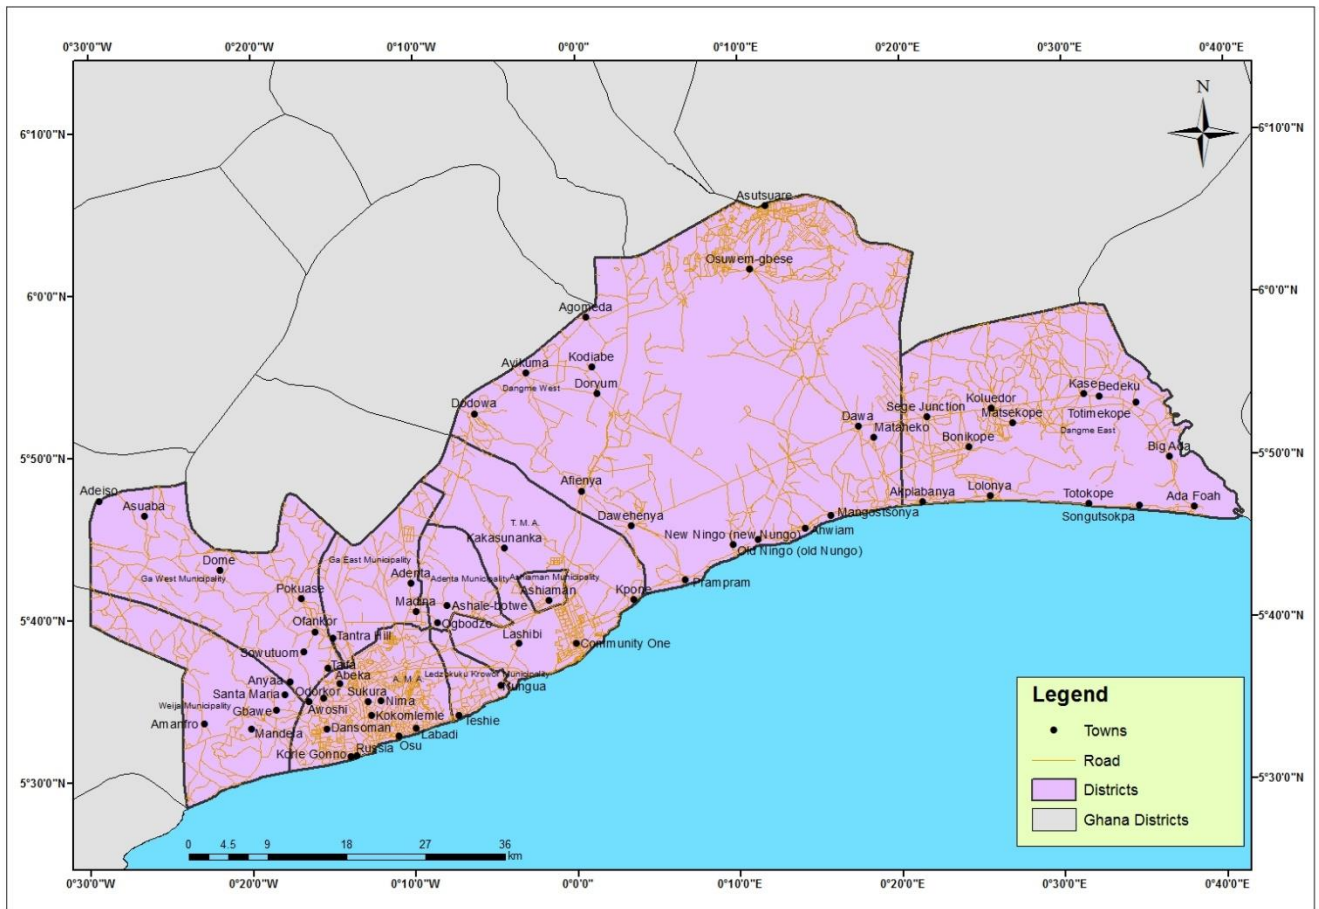 0°30'0"W 0°20'0"W 0°10'0"W 0°0'0" 0°10'0"E 0°20'0"E 0°30'0"E 0°40'0"E
N
6°10'0"N 6°10'0"N
Asutsuare
Osuwem-gbese
6°0'0"N 6°0'0"N
Agomeda
Ayikuma
Kodiabe
Dangme West
Doryum
Dodowa
Kase Bedeku
Koluedor
Sege Junction
Matsekope
Totimekope
Dawa
Mataheko
Dangme East
Bonikope
Big Ada
5°50'0"N 5°50'0"N
Adeiso
Asuaba
Afienya
Lolonya
Akplabanya
Totokope
Ada Foah
Songutsokpa
Mangostsonya
Dawehenya
T. M. A.
Kakasunanka
New Ningo (new Nungo)
Ahwiam
Old Ningo (old Nungo)
Dome
Ga West Municipality
Ga East Municipality
Adenta
Adenta Municipality
Ashiaman Municipality
Ashiaman
Prampram
Kpone
Pokuase
Madina
Ashale-botwe
5°40'0"N 5°40'0"N
Ofankor
Ogbodzo
Tantra Hill
Lashibi
Community One
Sowutuom
Taifa
Abeka
A. M. A.
Ledzokuku Krowor Municipality
Nungua
Anyaa
Santa Maria
Odorkor
Sukura
Nima
Weija Municipality
Gbawe
Awoshi
Kokomlemle
Teshie
Amanfro
Mandela
Dansoman
Labadi
Osu
Korle Gonno
Russia
5°30'0"N 5°30'0"N
0 4.5 9 18 27 36
km
Legend
Towns
Road
Districts
Ghana Districts
0°30'0"W 0°20'0"W 0°10'0"W 0°0'0" 0°10'0"E 0°20'0"E 0°30'0"E 0°40'0"E